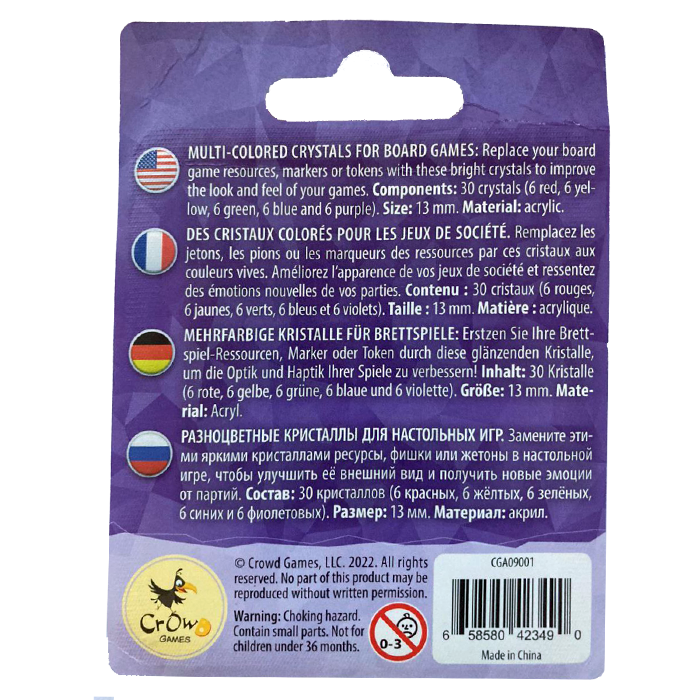 MULTI-COLORED CRYSTALS FOR BOARD GAMES: Replace your board
game resources, markers or tokens with these bright crystals to improve
the look and feel of your games. Components: 30 crystals (6 red, 6 yel-
low, 6 green, 6 blue and 6 purple). Size: 13 mm. Material: acrylic.
DES CRISTAUX COLORÉS POUR LES JEUX DE SOCIÉTÉ. Remplacez les
jetons, les pions ou les marqueurs des ressources par ces cristaux aux
couleurs vives. Améliorez l'apparence de vos jeux de société et ressentez
des émotions nouvelles de vos parties. Contenu : 30 cristaux (6 rouges,
6 jaunes, 6 verts, 6 bleus et 6 violets). Taille : 13 mm. Matière : acrylique.
MEHRFARBIGE KRISTALLE FÜR BRETTSPIELE: Erstzen Sie Ihre Brett-
spiel-Ressourcen, Marker oder Token durch diese glänzenden Kristalle,
um die Optik und Haptik Ihrer Spiele zu verbessern! Inhalt: 30 Kristalle
(6 rote, 6 gelbe, 6 grüne, 6 blaue und 6 violette). Größe: 13 mm. Mate-
rial: Acryl.
РАЗНОЦВЕТНЫЕ КРИСТАЛЛЫ ДЛЯ НАСТОЛЬНЫХ ИГР. Замените эти-
ми яркими кристаллами ресурсы, фишки или жетоны в настольной
игре, чтобы улучшить её внешний вид и получить новые эмоции
от партий. Состав: 30 кристаллов (6 красных, 6 жёлтых, 6 зелёных,
6 синих и 6 фиолетовых). Размер: 13 мм. Материал: акрил.
© Crowd Games, LLC. 2022. All rights
reserved. No part of this product may be
reproduced without written permission.
Warning: Choking hazard.
Contain small parts. Not for
children under 36 months.
0-3
CrOwD
GAMES
CGA09001
6 58580 42349 0
Made in China